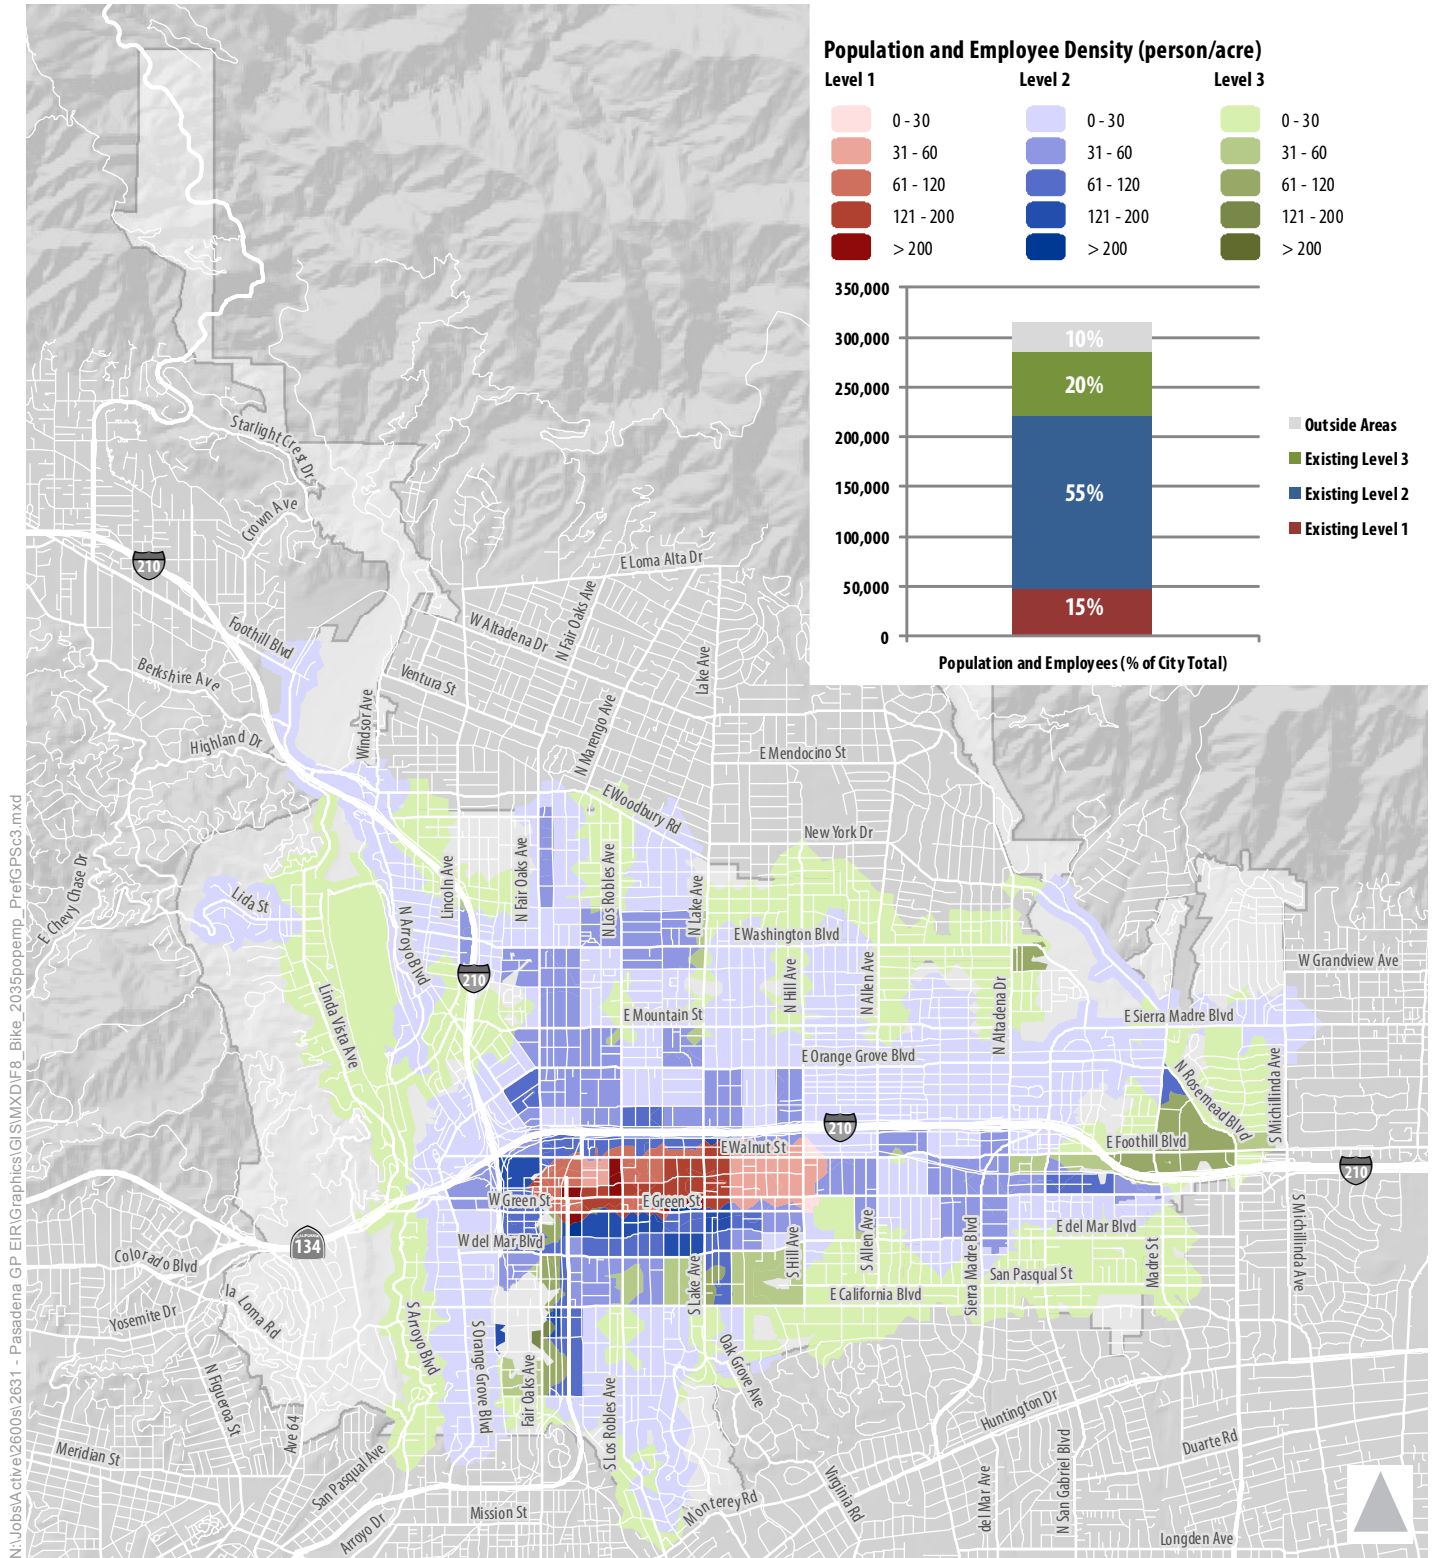 Population and Employee Density (person/acre)
Level 1
Level 2
Level 3
0 - 30
0 - 30
0 - 30
31 - 60
31 - 60
31 - 60
61 - 120
61 - 120
61 - 120
121 - 200
121 - 200
121 - 200
> 200
> 200
> 200
350,000
300,000
250,000
200,000
150,000
100,000
50,000
0
10%
20%
55%
15%
Outside Areas
Existing Level 3
Existing Level 2
Existing Level 1
Population and Employees (% of City Total)
Starlight Crest Dr
Crown Ave
210
E Loma Alta Dr
N Fair Oaks Ave
W Altadena Dr
Foothill Blvd
Berkshire Ave
Ventura St
Lake Ave
Windsor Ave
N Marengo Ave
Highland Dr
E Mendocino St
E Woodbury Rd
New York Dr
E Chevy Chase Dr
Lida St
Lincoln Ave
N Fair Oaks Ave
N Los Robles Ave
N Lake Ave
N Arroyo Blvd
E Washington Blvd
W Grandview Ave
210
N Hill Ave
N Allen Ave
Linda Vista Ave
N Altadena Dr
E Mountain St
E Sierra Madre Blvd
E Orange Grove Blvd
N Rosemead Blvd
S Michillinda Ave
210
E Walnut St
E Foothill Blvd
210
W Green St
E Green St
134
CALIFORNIA
W del Mar Blvd
E del Mar Blvd
S Hill Ave
S Allen Ave
Sierra Madre Blvd
Madre St
S Michillinda Ave
Colorado Blvd
San Pasqual St
S Lake Ave
E California Blvd
la Loma Rd
Yosemite Dr
S Arroyo Blvd
S Orange Grove Blvd
Fair Oaks Ave
Oak Grove Ave
N Figueroa St
S Los Robles Ave
Ave 64
Huntington Dr
Duarte Rd
Meridian St
San Pasqual Ave
Virginia Rd
del Mar Ave
N San Gabriel Blvd
Monterey Rd
Mission St
Arroyo Dr
Longden Ave
N:\Jobs\Active\2600s\2631 - Pasadena GP EIR\Graphics\GIS\MXD\F8_Bike_2035popemp_PrefGPSc3.mxd